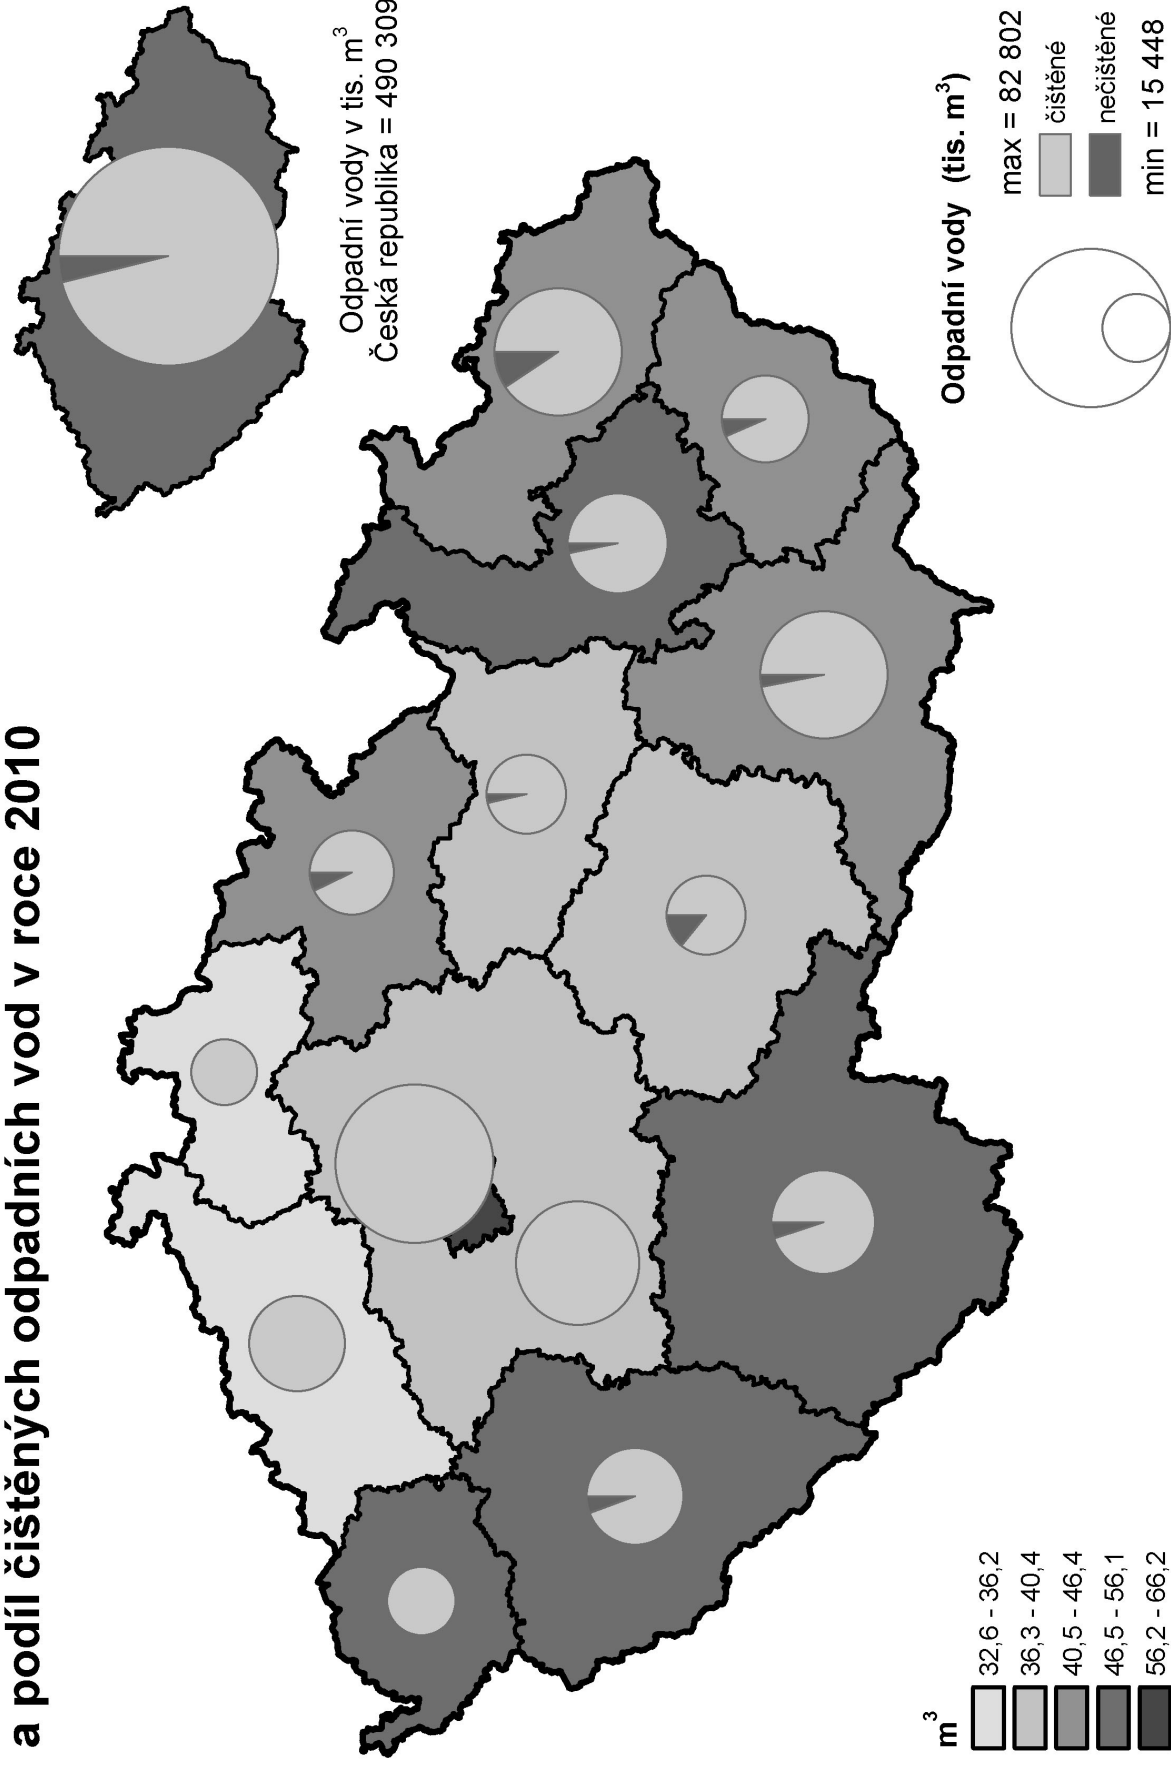 a podíl čištěných odpadních vod v roce 2010
Odpadní vody v tis. m³
Česká republika = 490 309
m³
32,6 - 36,2
36,3 - 40,4
40,5 - 46,4
46,5 - 56,1
56,2 - 66,2
Odpadní vody (tis. m³)
max = 82 802
čištěné
nečištěné
min = 15 448